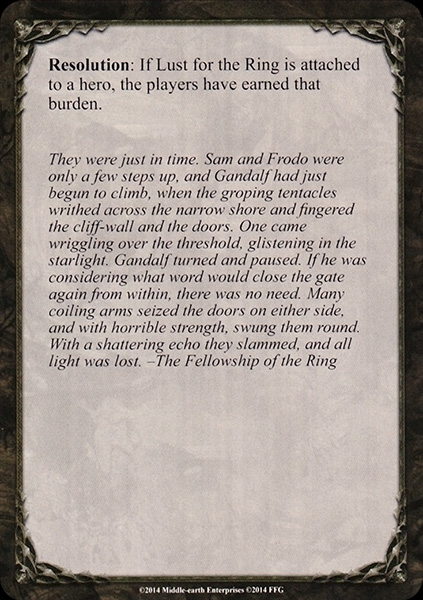 Resolution: If Lust for the Ring is attached
to a hero, the players have earned that
burden.
They were just in time. Sam and Frodo were
only a few steps up, and Gandalf had just
begun to climb, when the groping tentacles
writhed across the narrow shore and fingered
the cliff-wall and the doors. One came
wriggling over the threshold, glistening in the
starlight. Gandalf turned and paused. If he was
considering what word would close the gate
again from within, there was no need. Many
coiling arms seized the doors on either side,
and with horrible strength, swung them round.
With a shattering echo they slammed, and all
light was lost. –The Fellowship of the Ring
©2014 Middle-earth Enterprises ©2014 FFG